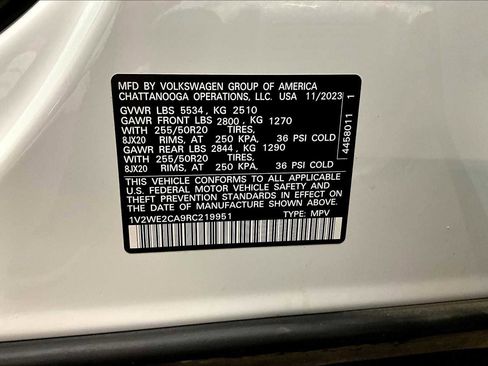 MFD BY VOLKSWAGEN GROUP OF AMERICA
CHATTANOOGA OPERATIONS, LLC. USA 11/2023
GVWR LBS 5534 , KG 2510
GAWR FRONT LBS 2800 , KG 1270
WITH 255/50R20 TIRES,
8JX20 RIMS, AT 250 KPA, 36 PSI COLD
GAWR REAR LBS 2844 , KG 1290
WITH 255/50R20 TIRES,
8JX20 RIMS, AT 250 KPA, 36 PSI COLD
THIS VEHICLE CONFORMS TO ALL APPLICABLE
U.S. FEDERAL MOTOR VEHICLE SAFETY AND
THEFT PREVENTION STANDARDS IN EFFECT ON
THE DATE OF MANUFACTURE SHOWN ABOVE.
1V2WE2CA9RC219951 TYPE: MPV
4458011 1